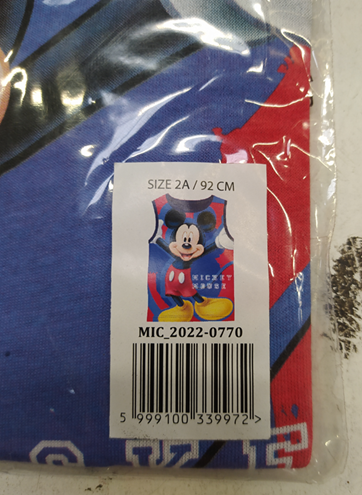 SIZE 2A / 92 CM
MICKEY
MOUSE
MIC_2022-0770
5 999100 339972 >